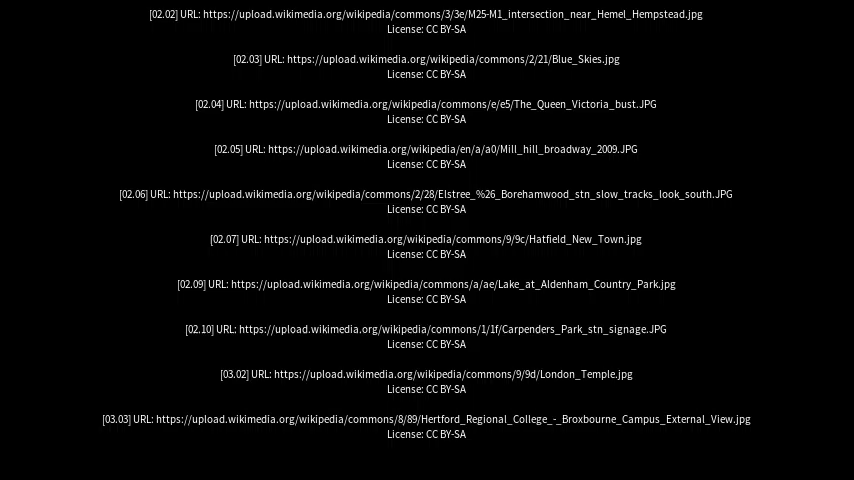 [02.02] URL: https://upload.wikimedia.org/wikipedia/commons/3/3e/M25-M1_intersection_near_Hemel_Hempstead.jpg
License: CC BY-SA
[02.03] URL: https://upload.wikimedia.org/wikipedia/commons/2/21/Blue_Skies.jpg
License: CC BY-SA
[02.04] URL: https://upload.wikimedia.org/wikipedia/commons/e/e5/The_Queen_Victoria_bust.JPG
License: CC BY-SA
[02.05] URL: https://upload.wikimedia.org/wikipedia/en/a/a0/Mill_hill_broadway_2009.JPG
License: CC BY-SA
[02.06] URL: https://upload.wikimedia.org/wikipedia/commons/2/28/Elstree_%26_Borehamwood_stn_slow_tracks_look_south.JPG
License: CC BY-SA
[02.07] URL: https://upload.wikimedia.org/wikipedia/commons/9/9c/Hatfield_New_Town.jpg
License: CC BY-SA
[02.09] URL: https://upload.wikimedia.org/wikipedia/commons/a/ae/Lake_at_Aldenham_Country_Park.jpg
License: CC BY-SA
[02.10] URL: https://upload.wikimedia.org/wikipedia/commons/1/1f/Carpenders_Park_stn_signage.JPG
License: CC BY-SA
[03.02] URL: https://upload.wikimedia.org/wikipedia/commons/9/9d/London_Temple.jpg
License: CC BY-SA
[03.03] URL: https://upload.wikimedia.org/wikipedia/commons/8/89/Hertford_Regional_College_-_Broxbourne_Campus_External_View.jpg
License: CC BY-SA